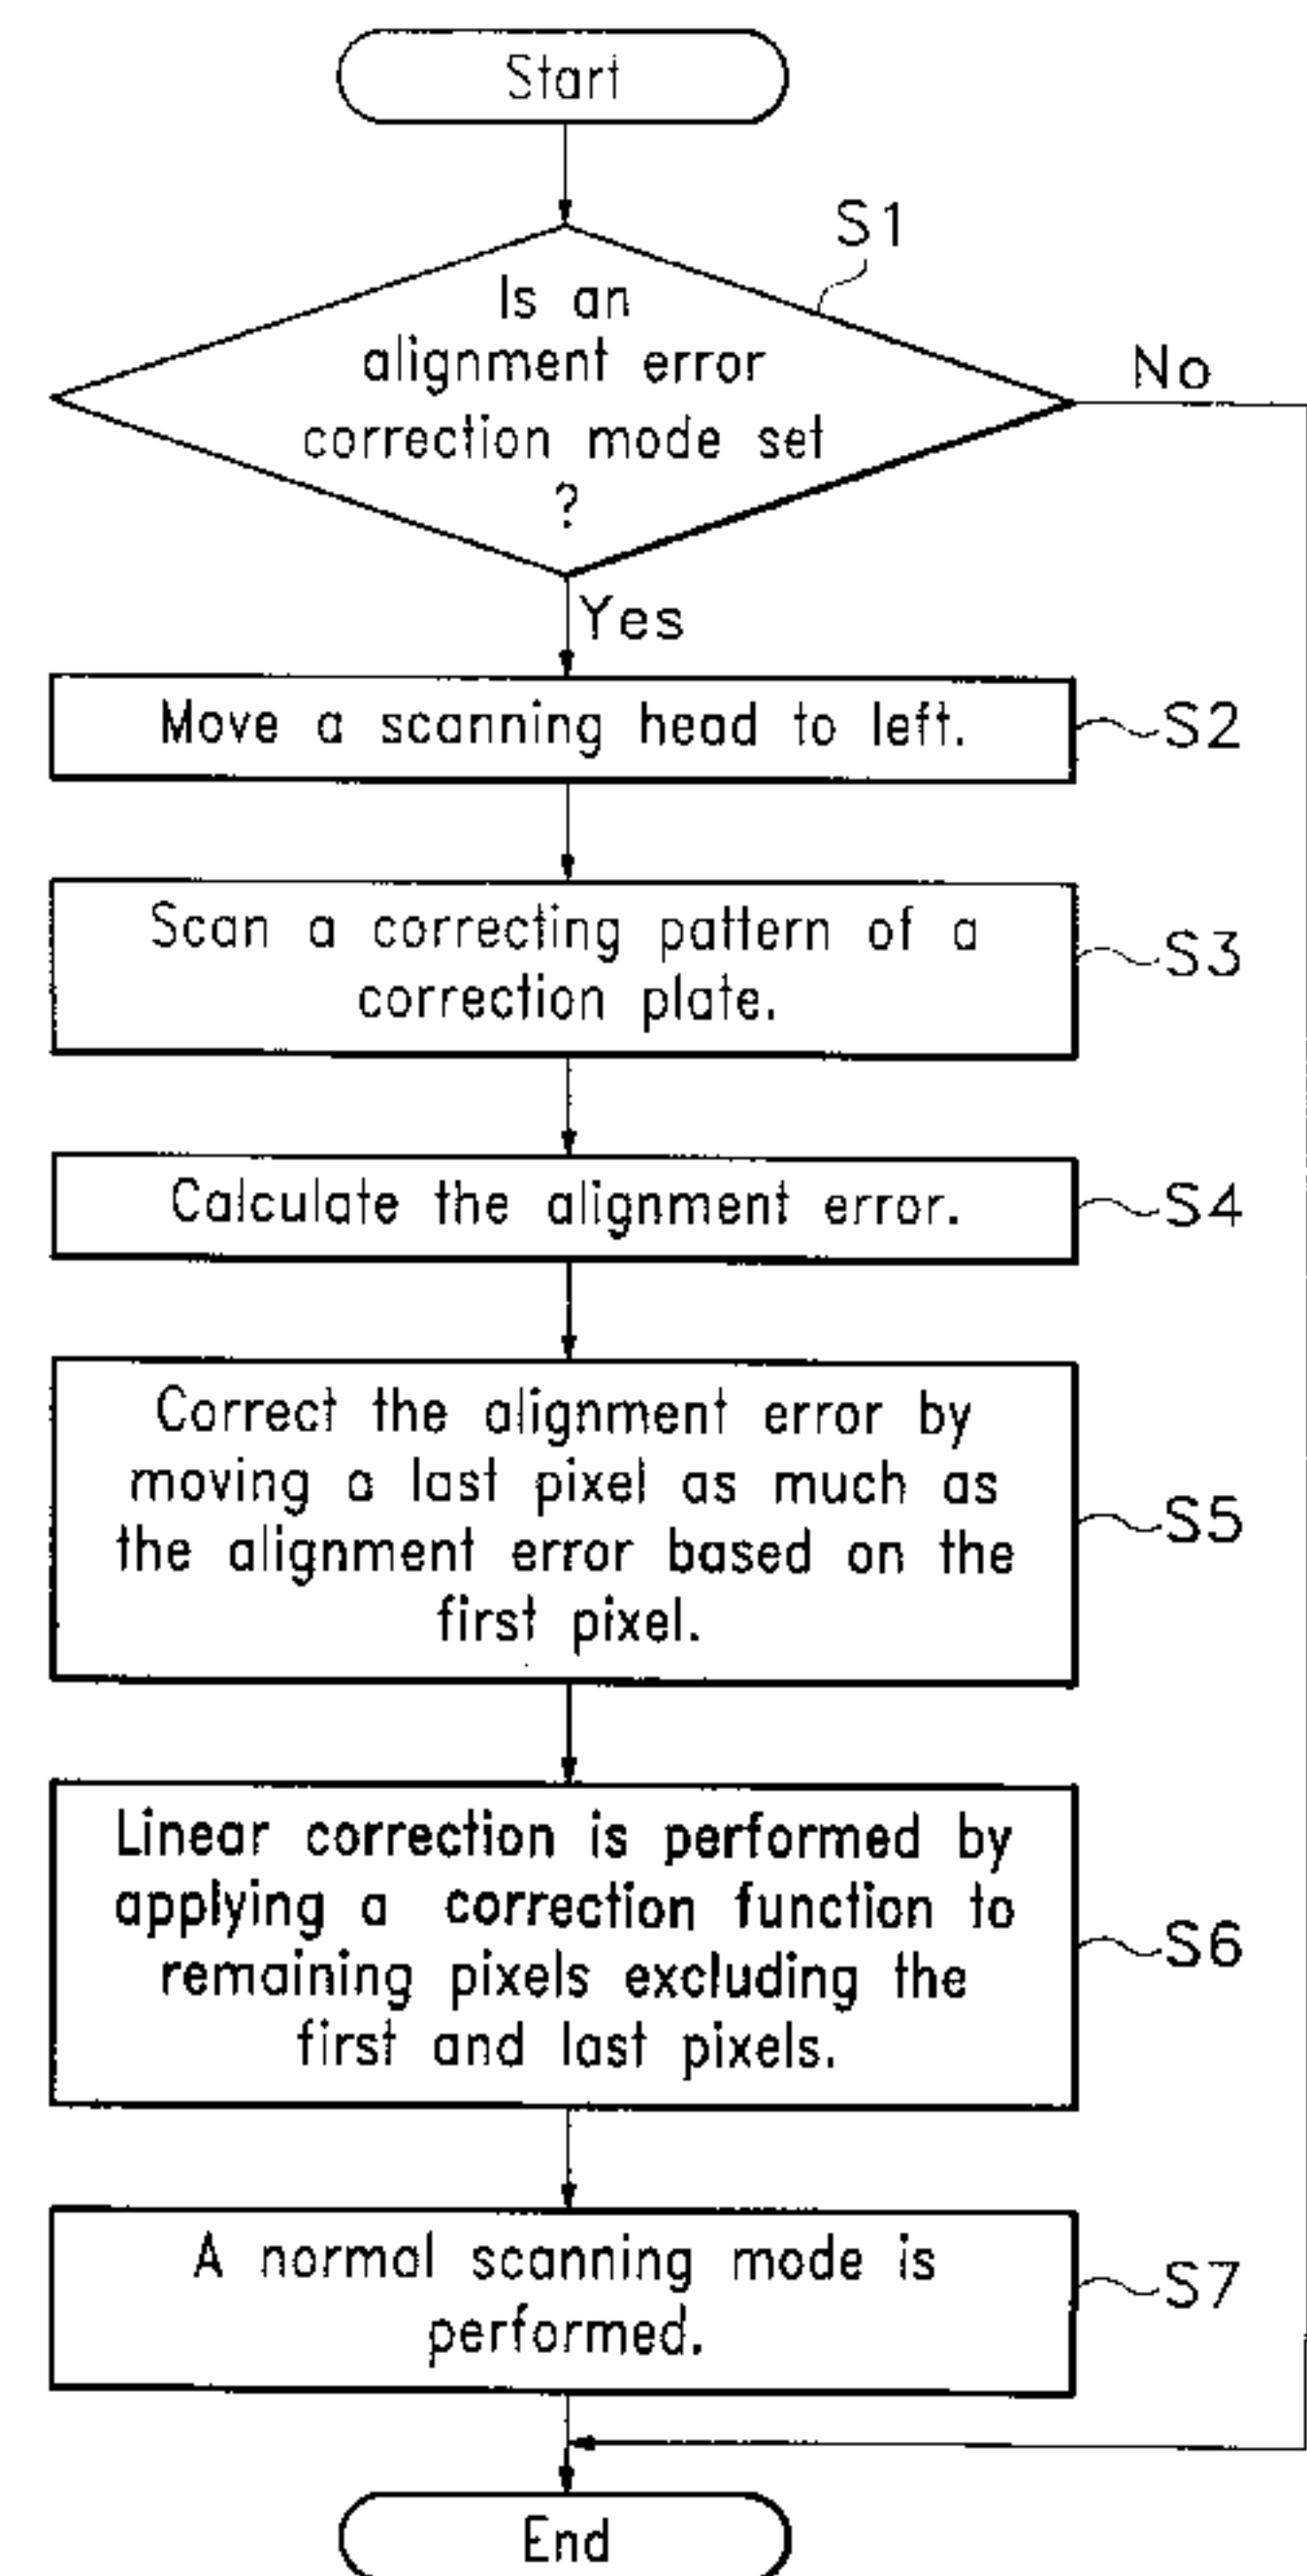 Start
S1
Is an
alignment error
correction mode set
?
No
Yes
Move a scanning head to left.
S2
Scan a correcting pattern of a
correction plate.
S3
Calculate the alignment error.
S4
Correct the alignment error by
moving a last pixel as much as
the alignment error based on the
first pixel.
S5
Linear correction is performed by
applying a correction function to
remaining pixels excluding the
first and last pixels.
S6
A normal scanning mode is
performed.
S7
End